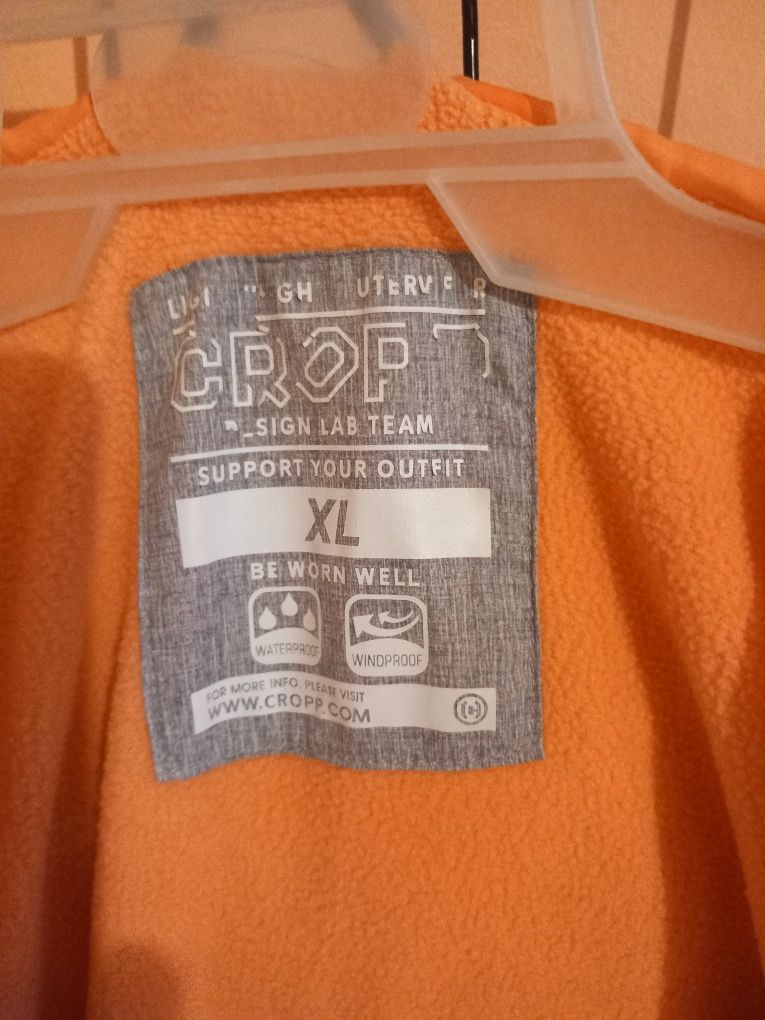 CROPP
LAB TEAM
SUPPORT YOUR OUTFIT
XL
BE WORN WELL
WATERPROOF
WINDPROOF
FOR MORE INFO, PLEASE VISIT
WWW.CROPP.COM